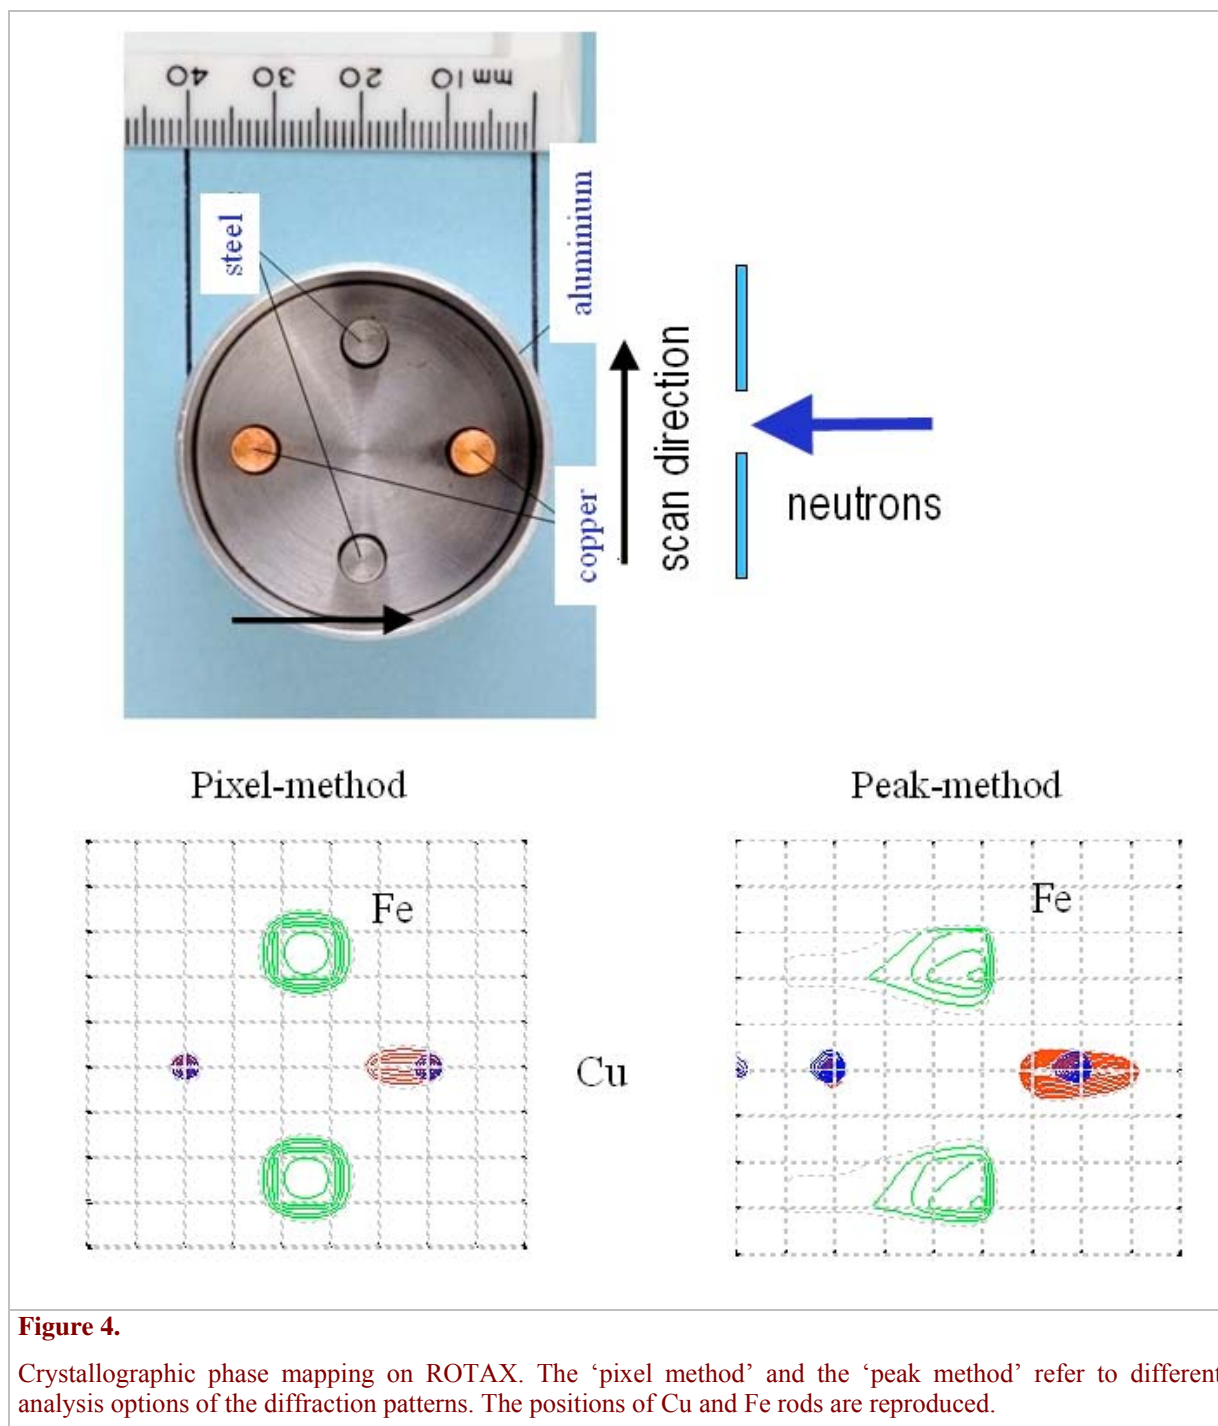 40 30 20 10 mm
steel
aluminium
copper
scan direction
neutrons
Pixel-method
Peak-method
Fe
Fe
Cu
Figure 4.
Crystallographic phase mapping on ROTAX. The ‘pixel method’ and the ‘peak method’ refer to different
analysis options of the diffraction patterns. The positions of Cu and Fe rods are reproduced.